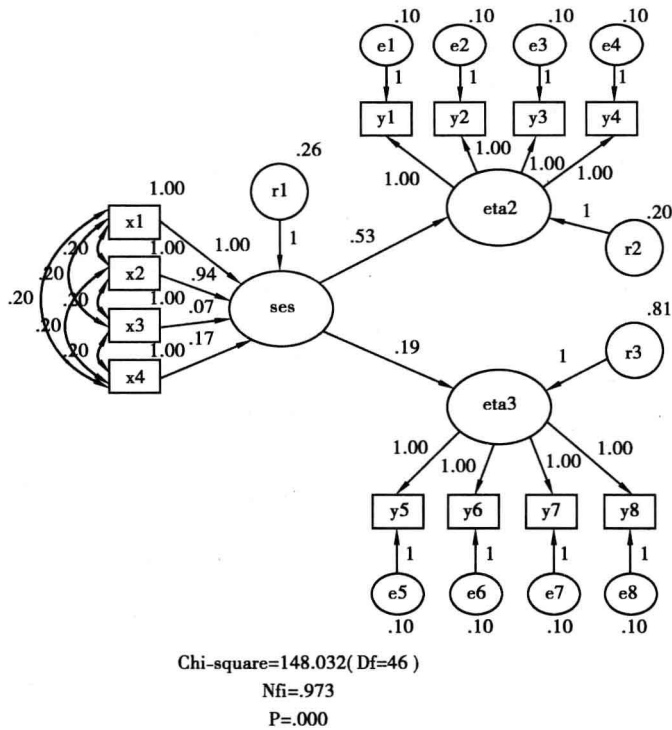 .10 .10 .10 .10
e1 e2 e3 e4
1 1 1 1
y1 y2 y3 y4
1.00 1.00 1.00 1.00
eta2
1
r2
.20
.26
r1
1
1.00
x1
1.00
.20 1.00
x2
.94
.20 .20 1.00
x3
.07
.20 .20 .20 1.00
x4
.17
ses
.53
.19
.81
r3
1
eta3
1.00 1.00 1.00 1.00
y5 y6 y7 y8
1 1 1 1
e5 e6 e7 e8
.10 .10 .10 .10
Chi-square=148.032( Df=46 )
Nfi=.973
P=.000